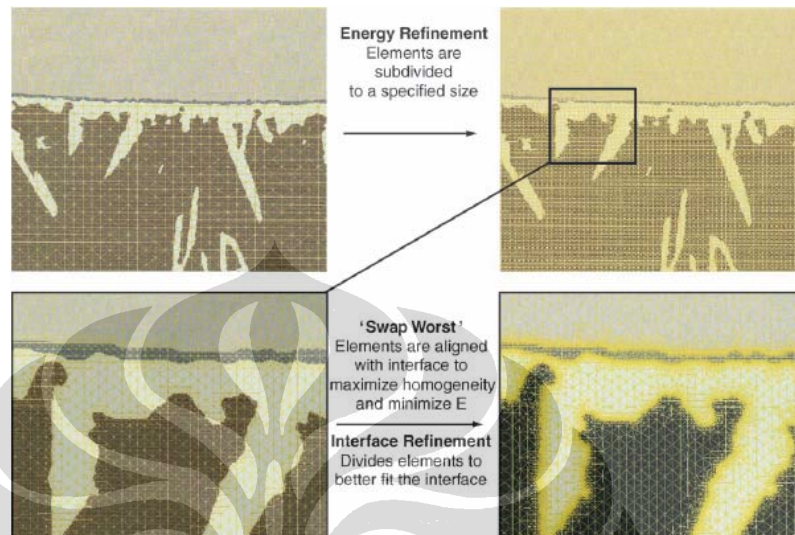 Energy Refinement
Elements are
subdivided
to a specified size
‘Swap Worst’
Elements are aligned
with interface to
maximize homogeneity
and minimize E
Interface Refinement
Divides elements to
better fit the interface